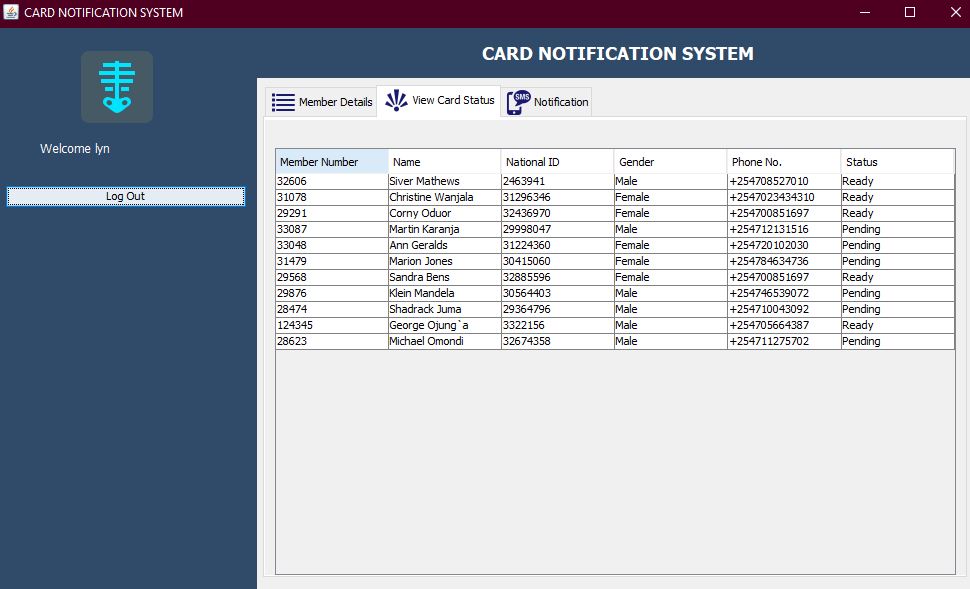 CARD NOTIFICATION SYSTEM
CARD NOTIFICATION SYSTEM
Welcome lyn
Log Out
Member Details View Card Status SMS Notification
Member Number Name National ID Gender Phone No. Status
32606 Siver Mathews 2463941 Male +254708527010 Ready
31078 Christine Wanjala 31296346 Female +2547023434310 Ready
29291 Corny Oduor 32436970 Female +254700851697 Ready
33087 Martin Karanja 29998047 Male +254712131516 Pending
33048 Ann Geralds 31224360 Female +254720102030 Pending
31479 Marion Jones 30415060 Female +254784634736 Pending
29568 Sandra Bens 32885596 Female +254700851697 Ready
29876 Klein Mandela 30564403 Male +254746539072 Pending
28474 Shadrack Juma 29364796 Male +254710043092 Pending
124345 George Ojung`a 3322156 Male +254705664387 Ready
28623 Michael Omondi 32674358 Male +254711275702 Pending